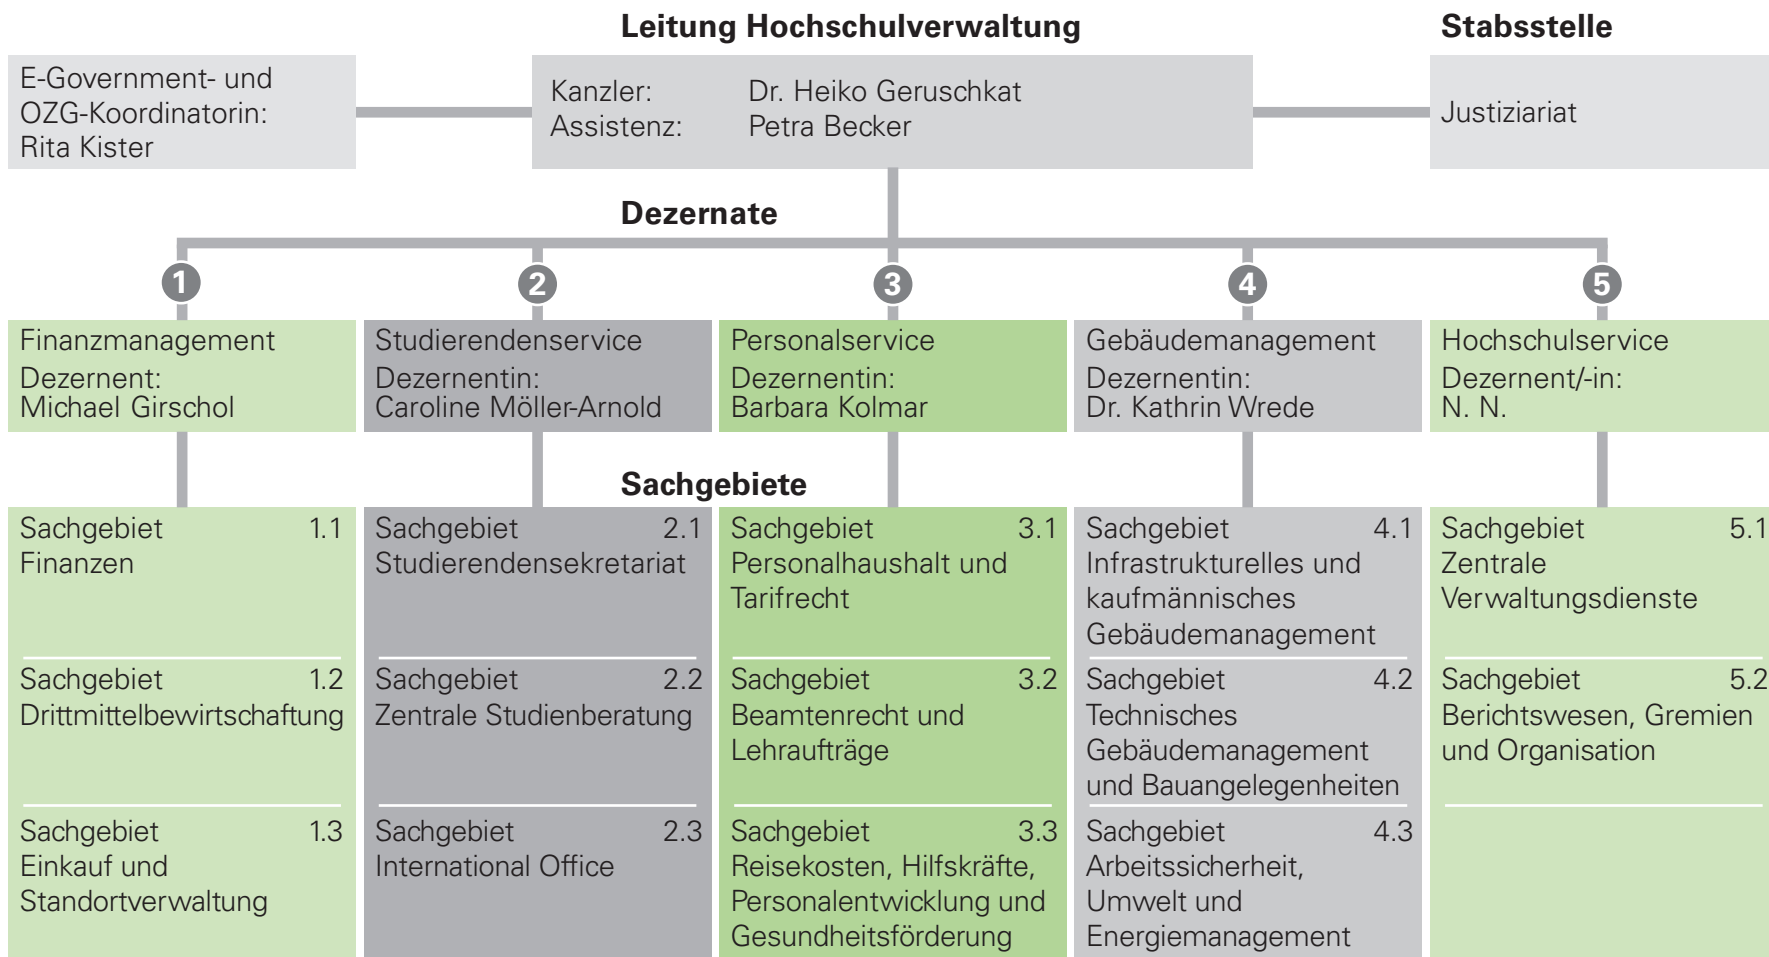 Leitung Hochschulverwaltung
Stabsstelle
E-Government- und
OZG-Koordinatorin:
Rita Kister
Kanzler: Dr. Heiko Geruschkat
Assistenz: Petra Becker
Justiziariat
Dezernate
1
2
3
4
5
Finanzmanagement
Dezernent:
Michael Girschol
Studierendenservice
Dezernentin:
Caroline Möller-Arnold
Personalservice
Dezernentin:
Barbara Kolmar
Gebäudemanagement
Dezernentin:
Dr. Kathrin Wrede
Hochschulservice
Dezernent/-in:
N. N.
Sachgebiete
Sachgebiet 1.1
Finanzen
Sachgebiet 1.2
Drittmittelbewirtschaftung
Sachgebiet 1.3
Einkauf und
Standortverwaltung
Sachgebiet 2.1
Studierendensekretariat
Sachgebiet 2.2
Zentrale Studienberatung
Sachgebiet 2.3
International Office
Sachgebiet 3.1
Personalhaushalt und
Tarifrecht
Sachgebiet 3.2
Beamtenrecht und
Lehraufträge
Sachgebiet 3.3
Reisekosten, Hilfskräfte,
Personalentwicklung und
Gesundheitsförderung
Sachgebiet 4.1
Infrastrukturelles und
kaufmännisches
Gebäudemanagement
Sachgebiet 4.2
Technisches
Gebäudemanagement
und Bauangelegenheiten
Sachgebiet 4.3
Arbeitssicherheit,
Umwelt und
Energiemanagement
Sachgebiet 5.1
Zentrale
Verwaltungsdienste
Sachgebiet 5.2
Berichtswesen, Gremien
und Organisation